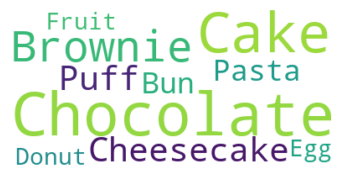 Fruit
Brownie Cake
Puff Bun Pasta
Chocolate
Donut Cheesecake Egg